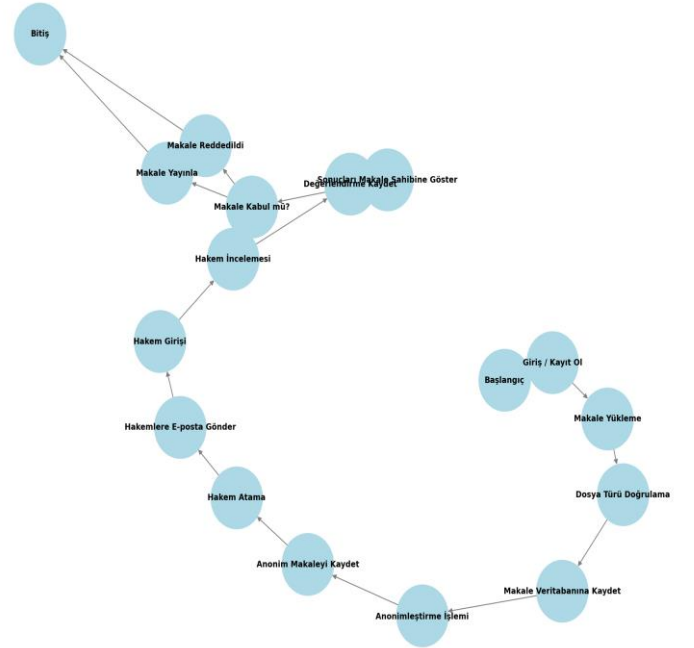 Bitiş
Makale Reddedildi
Makale Yayınla
Sonuçları Makale Sahibine Göster
Değerlendirme Kaydet
Makale Kabul mü?
Hakem İncelemesi
Hakem Girişi
Giriş / Kayıt Ol
Başlangıç
Makale Yükleme
Hakemlere E-posta Gönder
Dosya Türü Doğrulama
Hakem Atama
Anonim Makaleyi Kaydet
Makale Veritabanına Kaydet
Anonimleştirme İşlemi